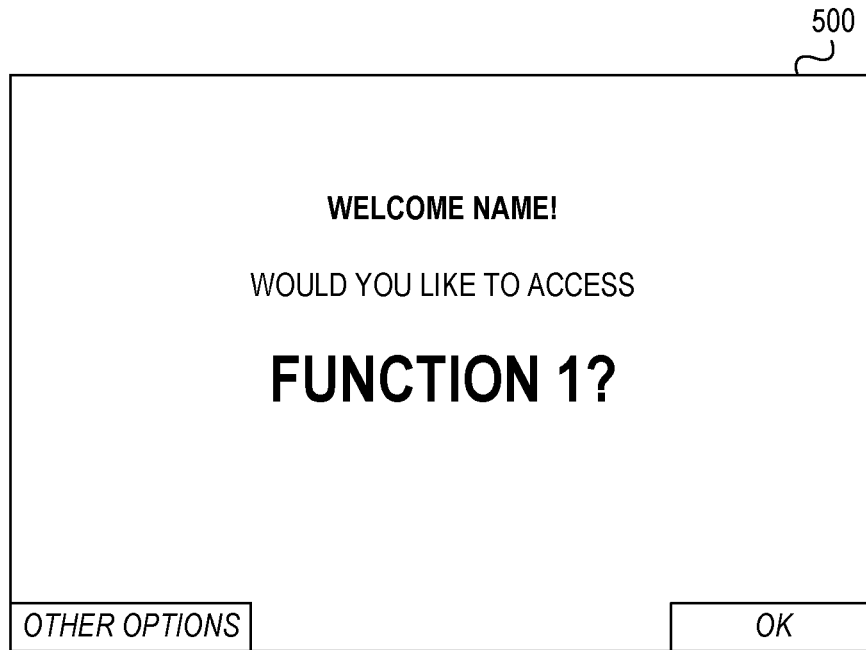 500
WELCOME NAME!
WOULD YOU LIKE TO ACCESS
FUNCTION 1?
OTHER OPTIONS
OK